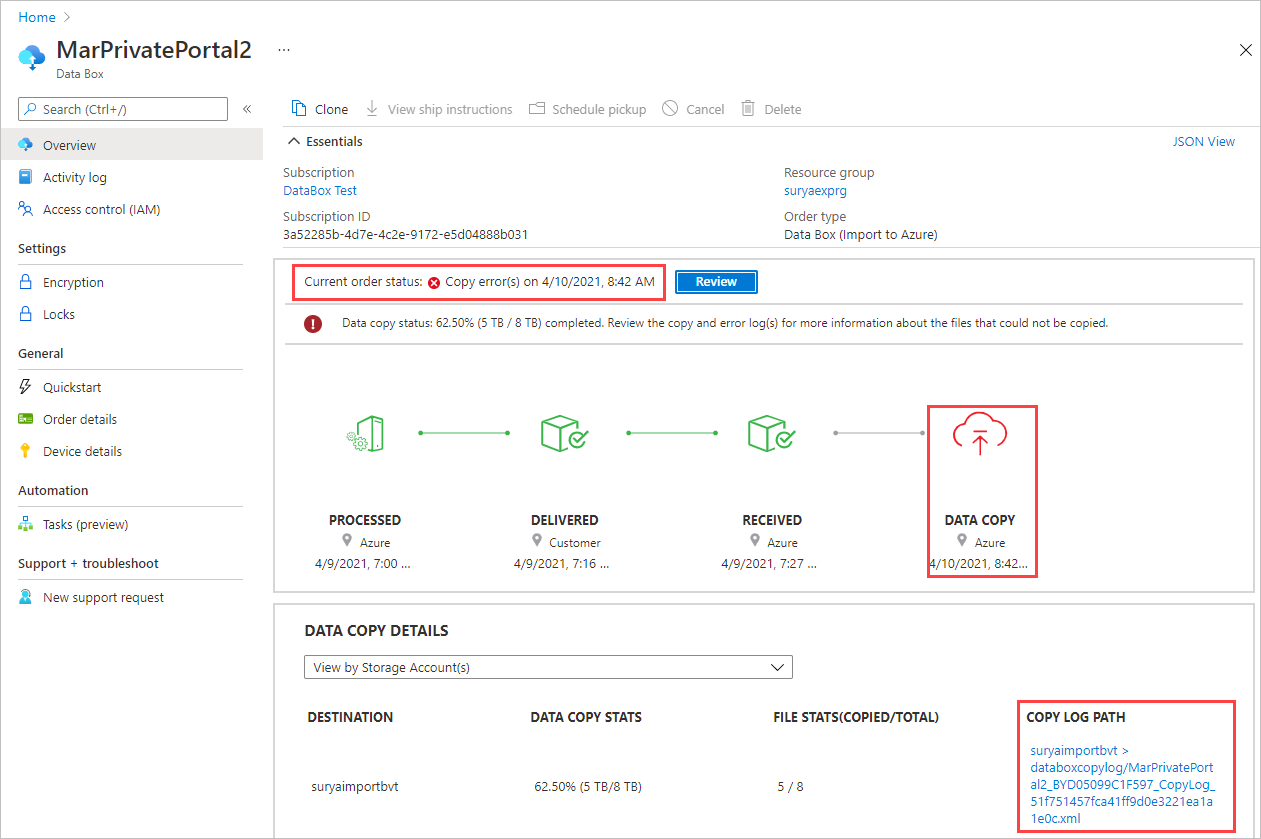 Home
MarPrivatePortal2 ...
Data Box
Search (Ctrl+/)
Overview
Activity log
Access control (IAM)
Settings
Encryption
Locks
General
Quickstart
Order details
Device details
Automation
Tasks (preview)
Support + troubleshoot
New support request
Clone View ship instructions Schedule pickup Cancel Delete
Essentials JSON View
Subscription
DataBox Test
Subscription ID
3a52285b-4d7e-4c2e-9172-e5d04888b031
Resource group
suryaexprg
Order type
Data Box (Import to Azure)
Current order status: Copy error(s) on 4/10/2021, 8:42 AM Review
Data copy status: 62.50% (5 TB / 8 TB) completed. Review the copy and error log(s) for more information about the files that could not be copied.
PROCESSED
Azure
4/9/2021, 7:00 ...
DELIVERED
Customer
4/9/2021, 7:16 ...
RECEIVED
Azure
4/9/2021, 7:27 ...
DATA COPY
Azure
4/10/2021, 8:42...
DATA COPY DETAILS
View by Storage Account(s)
DESTINATION DATA COPY STATS FILE STATS(COPIED/TOTAL) COPY LOG PATH
suryaimportbvt 62.50% (5 TB/8 TB) 5 / 8
suryaimportbvt >
databoxcopylog/MarPrivatePort
al2_BYD05099C1F597_CopyLog_
51f751457fca41ff9d0e3221ea1a
1e0c.xml